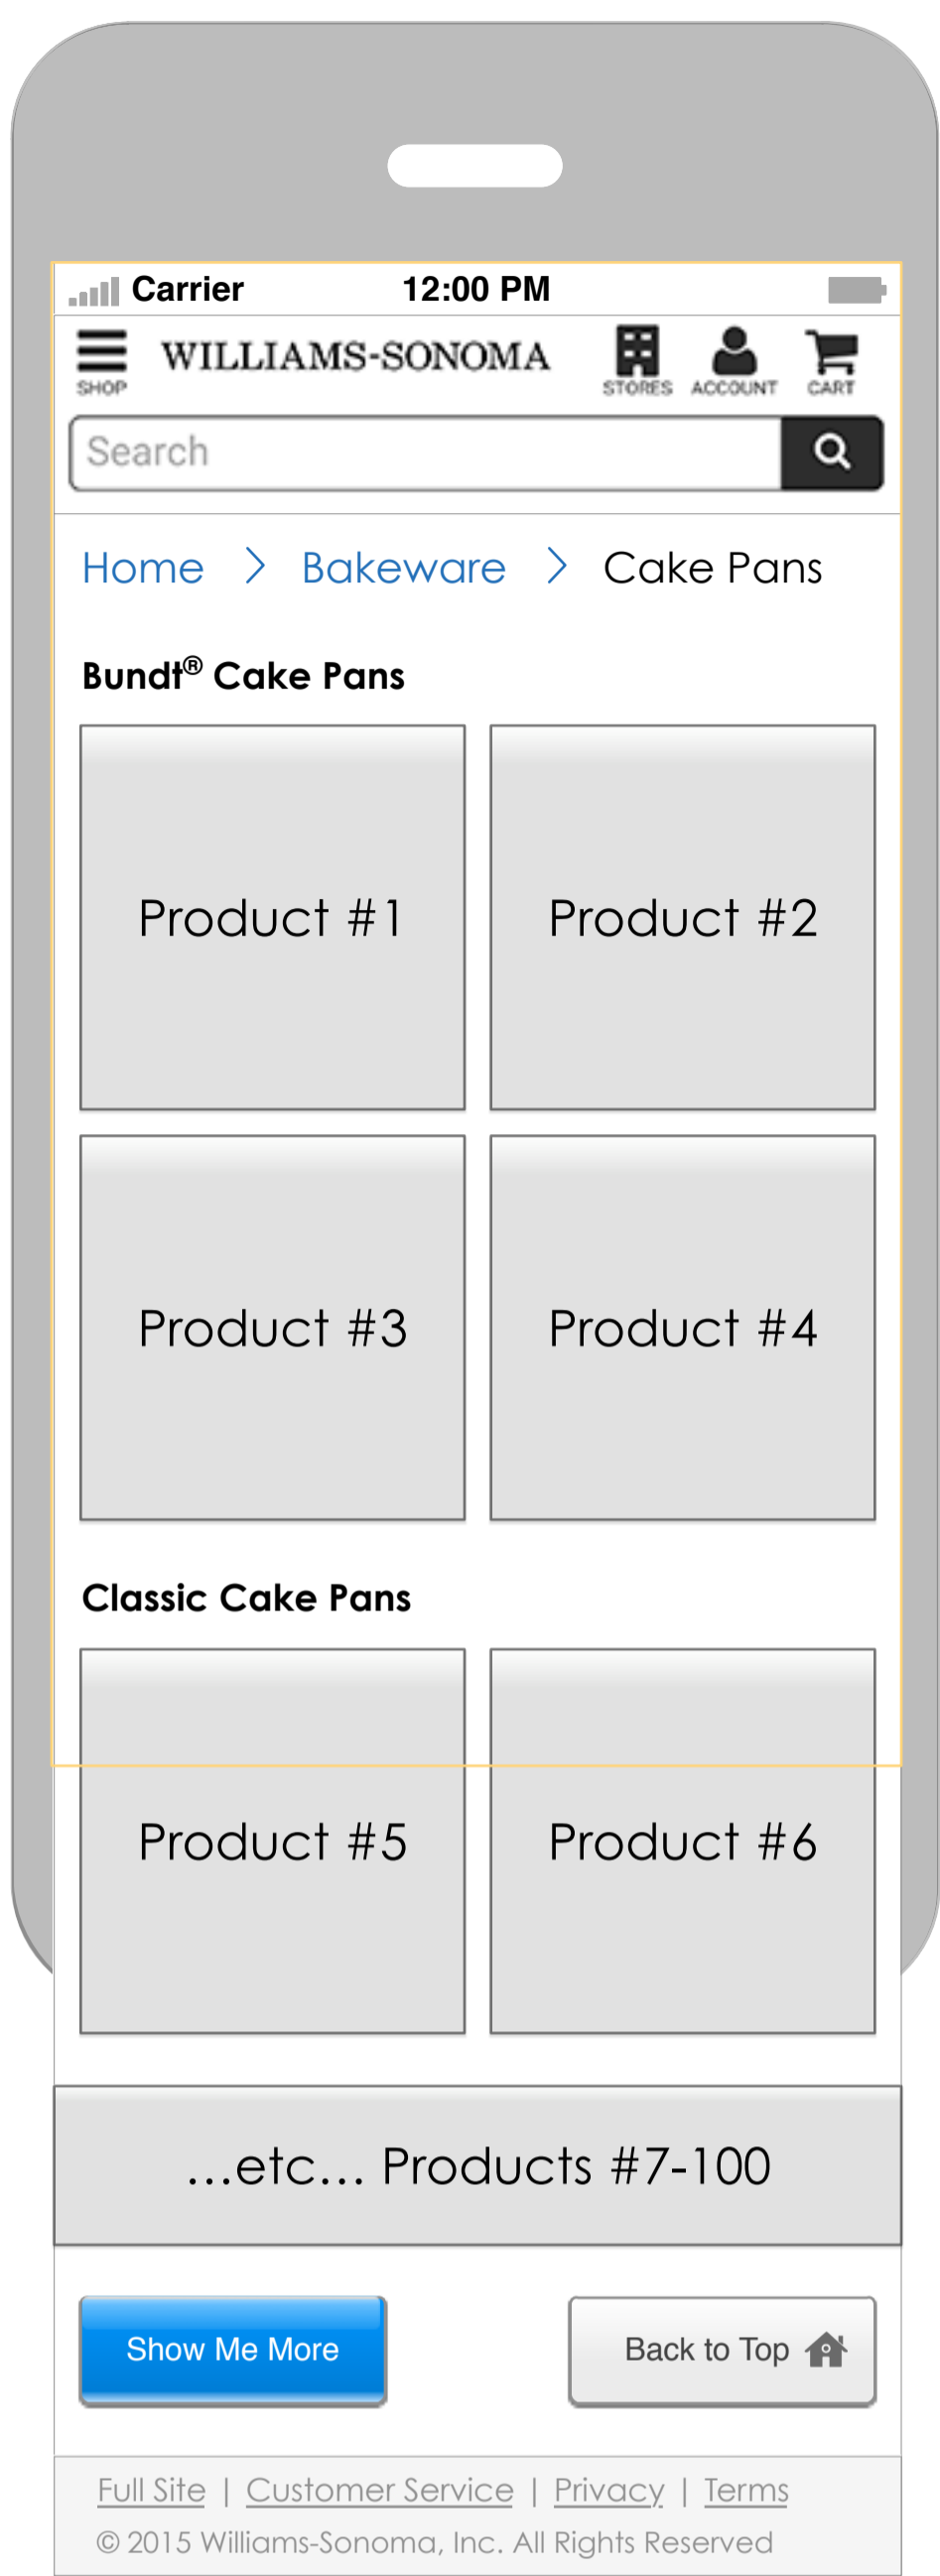 Carrier 12:00 PM
SHOP WILLIAMS-SONOMA STORES ACCOUNT CART
Search
Home > Bakeware > Cake Pans
Bundt® Cake Pans
Product #1 Product #2
Product #3 Product #4
Classic Cake Pans
Product #5 Product #6
...etc... Products #7-100
Show Me More Back to Top
Full Site | Customer Service | Privacy | Terms
© 2015 Williams-Sonoma, Inc. All Rights Reserved